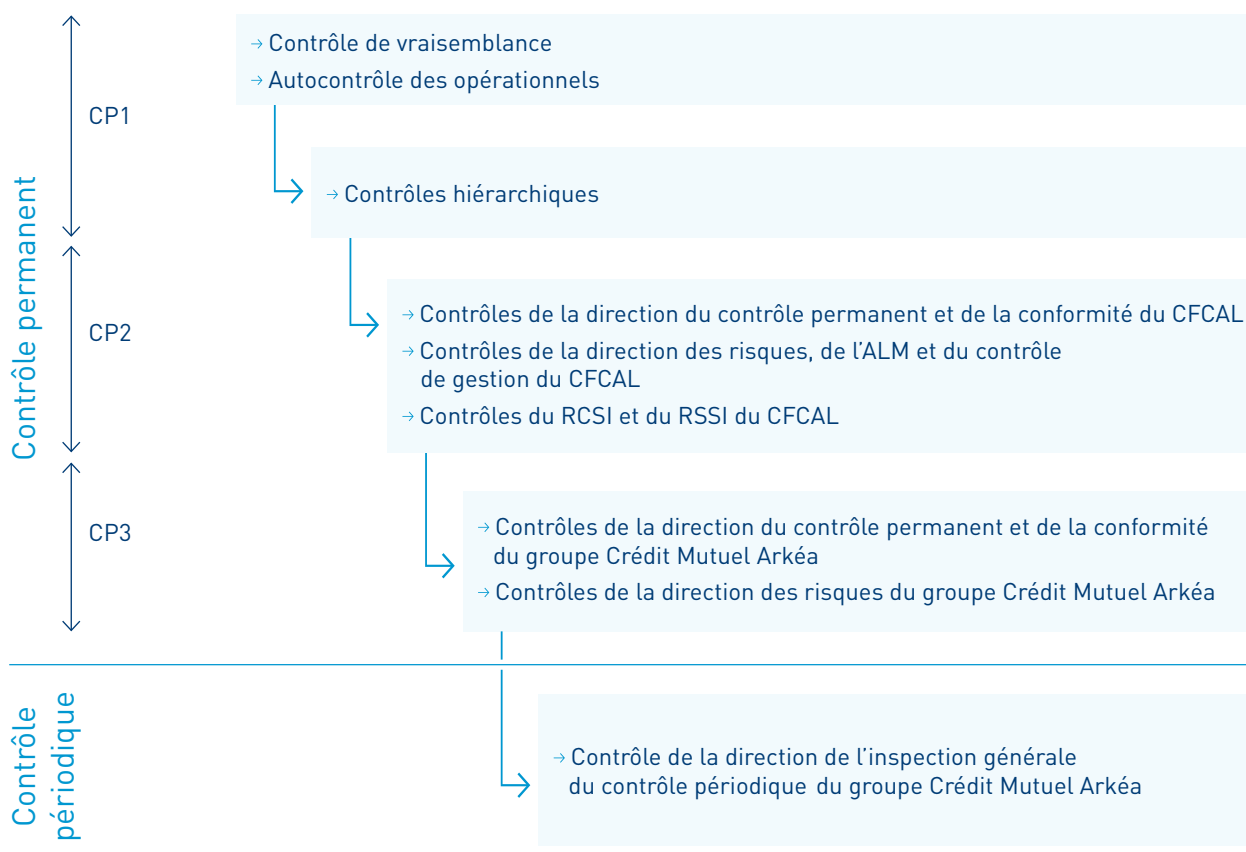 Contrôle permanent
CP1
→ Contrôle de vraisemblance
→ Autocontrôle des opérationnels
→ Contrôles hiérarchiques
CP2
→ Contrôles de la direction du contrôle permanent et de la conformité du CFCAL
→ Contrôles de la direction des risques, de l'ALM et du contrôle
de gestion du CFCAL
→ Contrôles du RCSI et du RSSI du CFCAL
CP3
→ Contrôles de la direction du contrôle permanent et de la conformité
du groupe Crédit Mutuel Arkéa
→ Contrôles de la direction des risques du groupe Crédit Mutuel Arkéa
Contrôle
périodique
→ Contrôle de la direction de l'inspection générale
du contrôle périodique du groupe Crédit Mutuel Arkéa